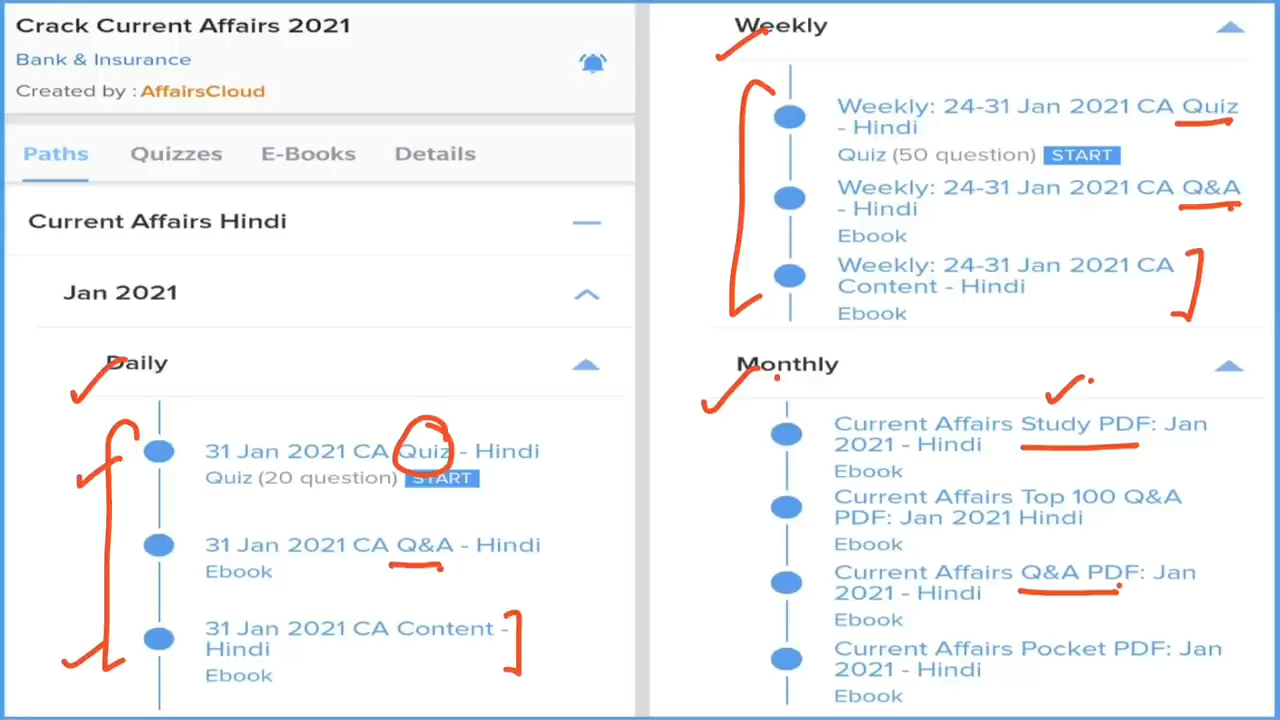 Crack Current Affairs 2021
Bank & Insurance
Created by : AffairsCloud
Paths Quizzes E-Books Details
Current Affairs Hindi
Jan 2021
Daily
31 Jan 2021 CA Quiz - Hindi
Quiz (20 question) START
31 Jan 2021 CA Q&A - Hindi
Ebook
31 Jan 2021 CA Content -
Hindi
Ebook
Weekly
Weekly: 24-31 Jan 2021 CA Quiz
- Hindi
Quiz (50 question) START
Weekly: 24-31 Jan 2021 CA Q&A
- Hindi
Ebook
Weekly: 24-31 Jan 2021 CA
Content - Hindi
Ebook
Monthly
Current Affairs Study PDF: Jan
2021 - Hindi
Ebook
Current Affairs Top 100 Q&A
PDF: Jan 2021 Hindi
Ebook
Current Affairs Q&A PDF: Jan
2021 - Hindi
Ebook
Current Affairs Pocket PDF: Jan
2021 - Hindi
Ebook